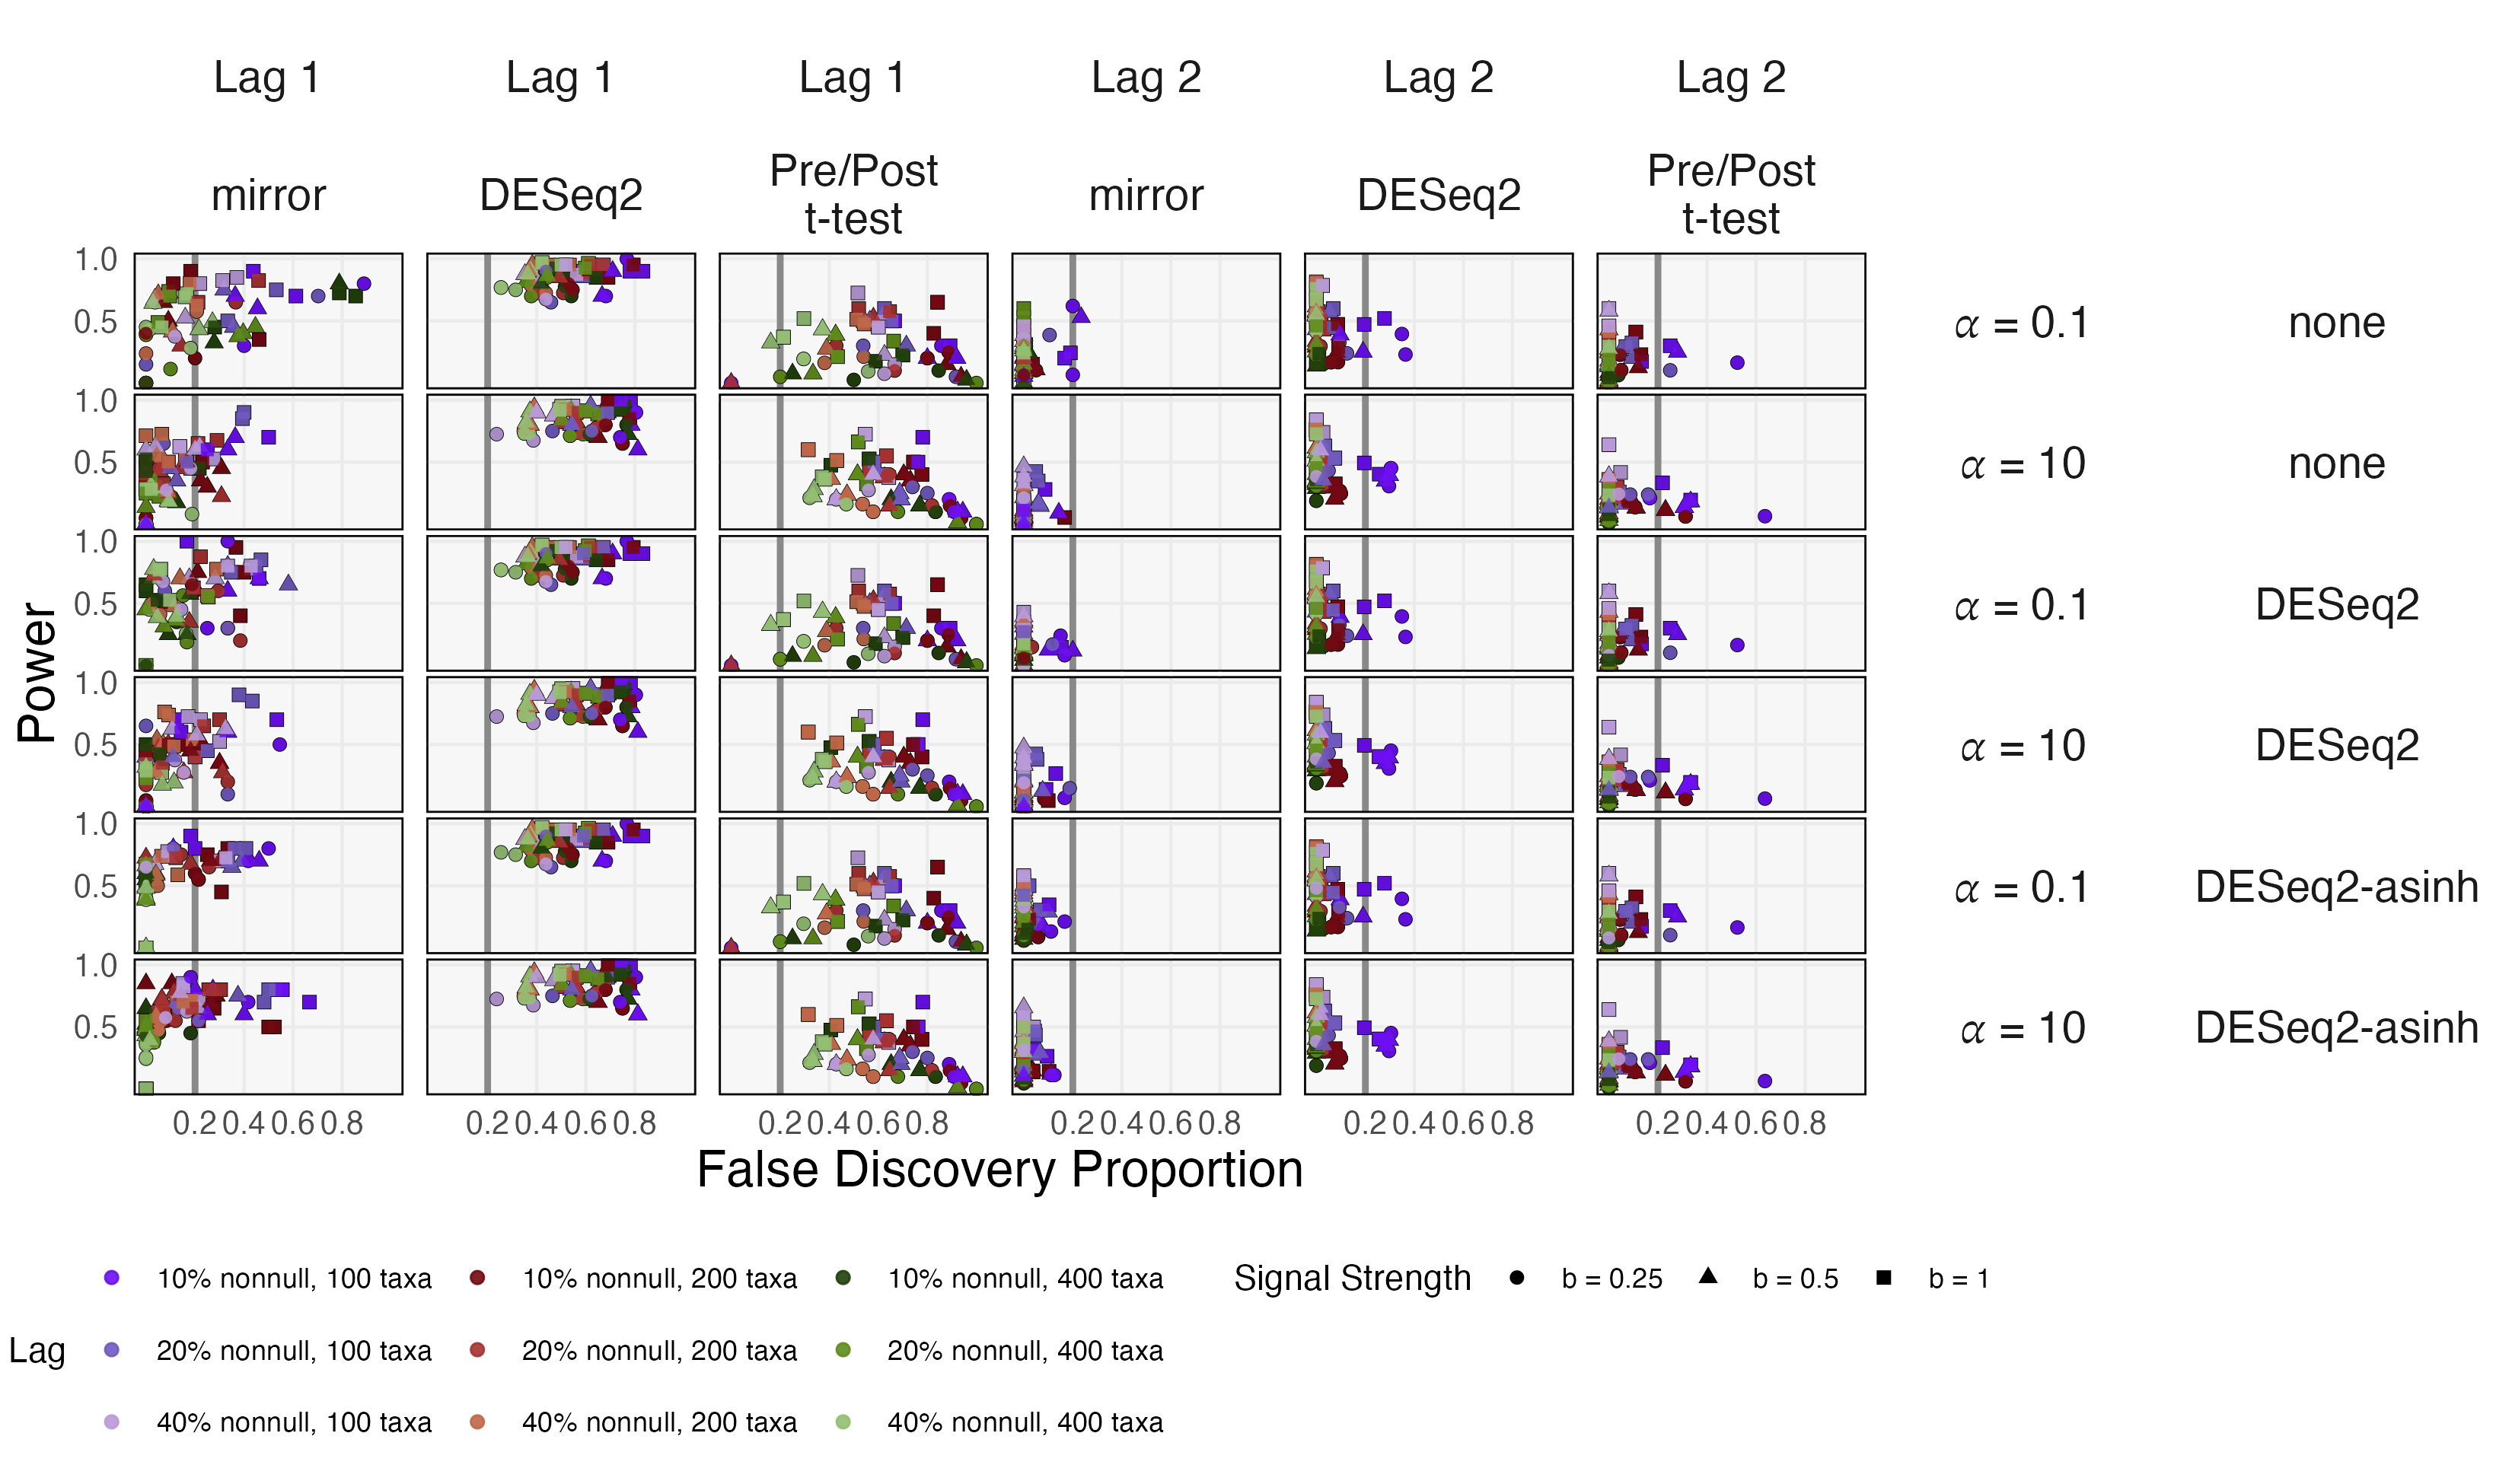 Lag 1 Lag 1 Lag 1 Lag 2 Lag 2 Lag 2
mirror DESeq2 Pre/Post t-test mirror DESeq2 Pre/Post t-test
1.0
0.5
α = 0.1 none
1.0
0.5
α = 10 none
1.0
0.5
α = 0.1 DESeq2
1.0
0.5
α = 10 DESeq2
1.0
0.5
α = 0.1 DESeq2-asinh
1.0
0.5
α = 10 DESeq2-asinh
Power
0.2 0.4 0.6 0.8 0.2 0.4 0.6 0.8 0.2 0.4 0.6 0.8 0.2 0.4 0.6 0.8 0.2 0.4 0.6 0.8 0.2 0.4 0.6 0.8
False Discovery Proportion
Lag
10% nonnull, 100 taxa 10% nonnull, 200 taxa 10% nonnull, 400 taxa
20% nonnull, 100 taxa 20% nonnull, 200 taxa 20% nonnull, 400 taxa
40% nonnull, 100 taxa 40% nonnull, 200 taxa 40% nonnull, 400 taxa
Signal Strength b = 0.25 b = 0.5 b = 1